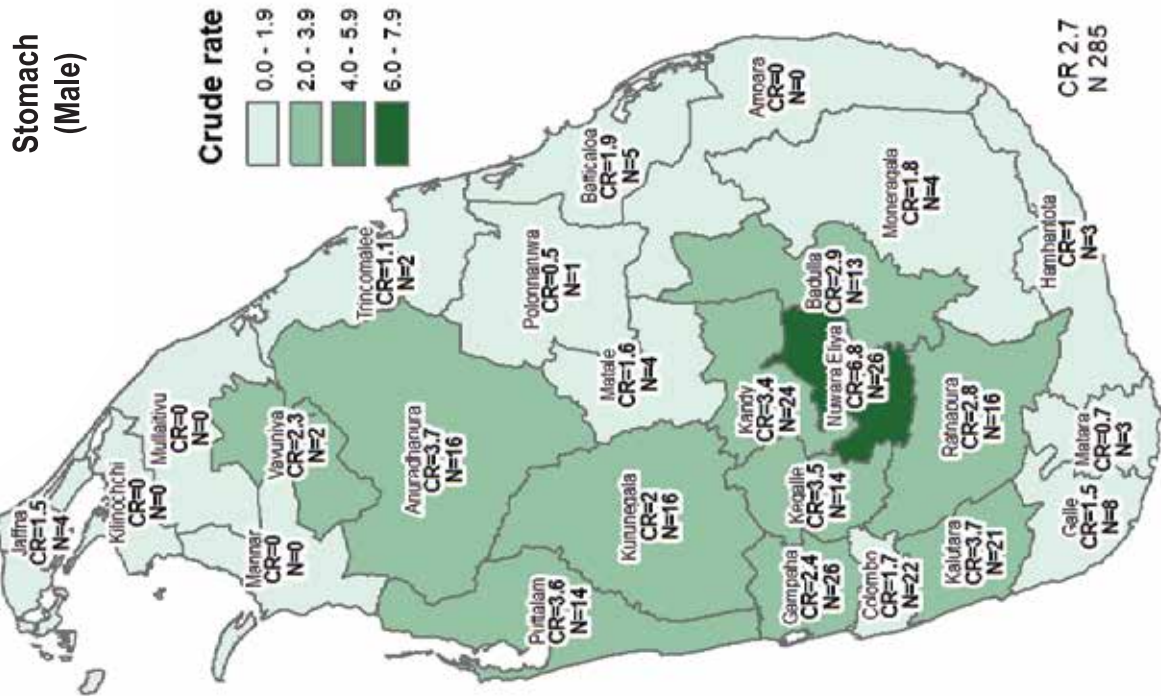 Stomach
(Male)
Crude rate
0.0 - 1.9
2.0 - 3.9
4.0 - 5.9
6.0 - 7.9
Jaffna
CR=1.5
N=4
Kilinochchi
CR=0
N=0
Mullaitivu
CR=0
N=0
Mannar
CR=0
N=0
Vavuniya
CR=2.3
N=2
Trincomalee
CR=1.1
N=2
Anuradhapura
CR=3.7
N=16
Polonnaruwa
CR=0.5
N=1
Batticaloa
CR=1.9
N=5
Puttalam
CR=3.6
N=14
Kurunegala
CR=2
N=16
Matale
CR=1.6
N=4
Ampara
CR=0
N=0
Kandy
CR=3.4
N=24
Badulla
CR=2.9
N=13
Nuwara Eliya
CR=6.8
N=26
Moneragala
CR=1.8
N=4
Kegalle
CR=3.5
N=14
Gampaha
CR=2.4
N=26
Colombo
CR=1.7
N=22
Ratnapura
CR=2.8
N=16
Kalutara
CR=3.7
N=21
Hambantota
CR=1
N=3
Galle
CR=1.5
N=8
Matara
CR=0.7
N=3
CR 2.7
N 285